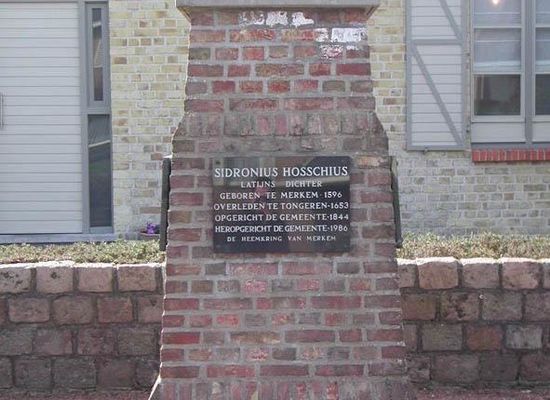 SIDRONIUS HOSSCHIUS
LATIJNS DICHTER
GEBOREN TE MERKEM - 1596
OVERLEDEN TE TONGEREN - 1653
OPGERICHT DE GEMEENTE - 1844
HEROPGERICHT DE GEMEENTE - 1986
DE HEEMKRING VAN MERKEM